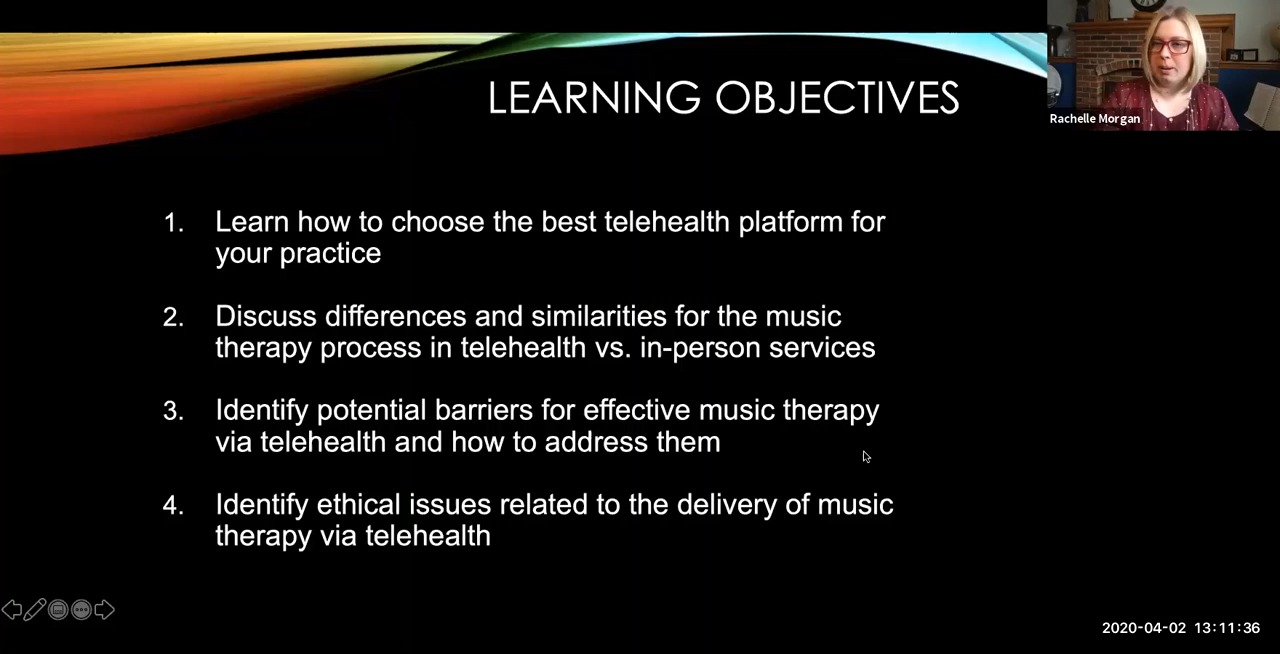 LEARNING OBJECTIVES
Rachelle Morgan
1. Learn how to choose the best telehealth platform for
your practice
2. Discuss differences and similarities for the music
therapy process in telehealth vs. in-person services
3. Identify potential barriers for effective music therapy
via telehealth and how to address them
4. Identify ethical issues related to the delivery of music
therapy via telehealth
2020-04-02 13:11:36